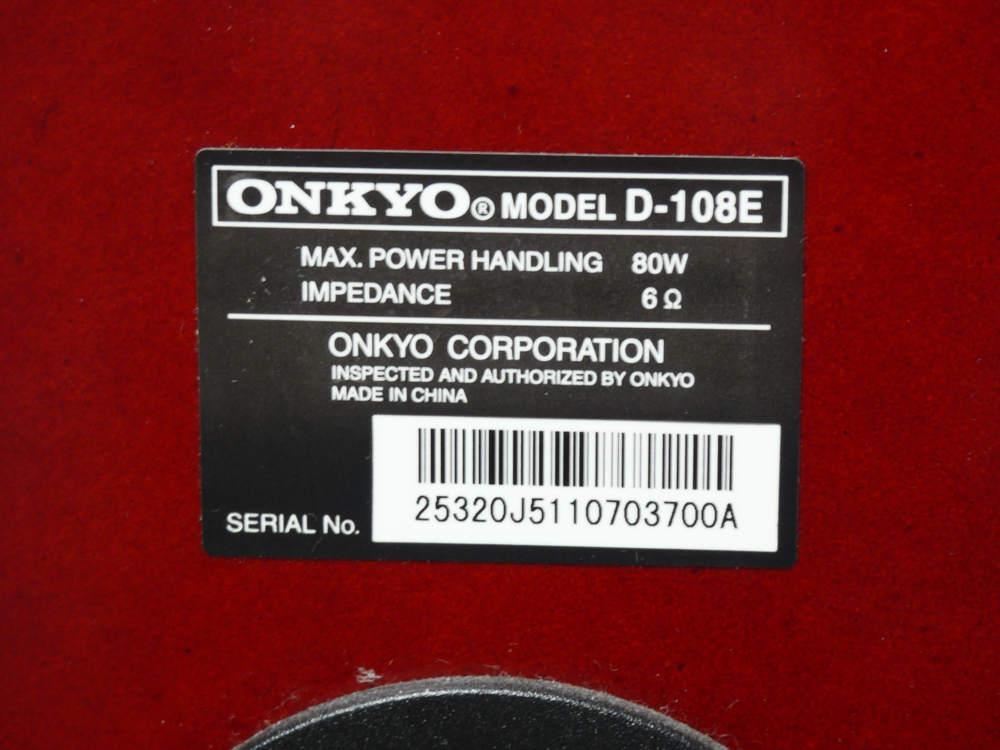 ONKYO® MODEL D-108E
MAX. POWER HANDLING 80W
IMPEDANCE 6 Ω
ONKYO CORPORATION
INSPECTED AND AUTHORIZED BY ONKYO
MADE IN CHINA
SERIAL No. 25320J5110703700A